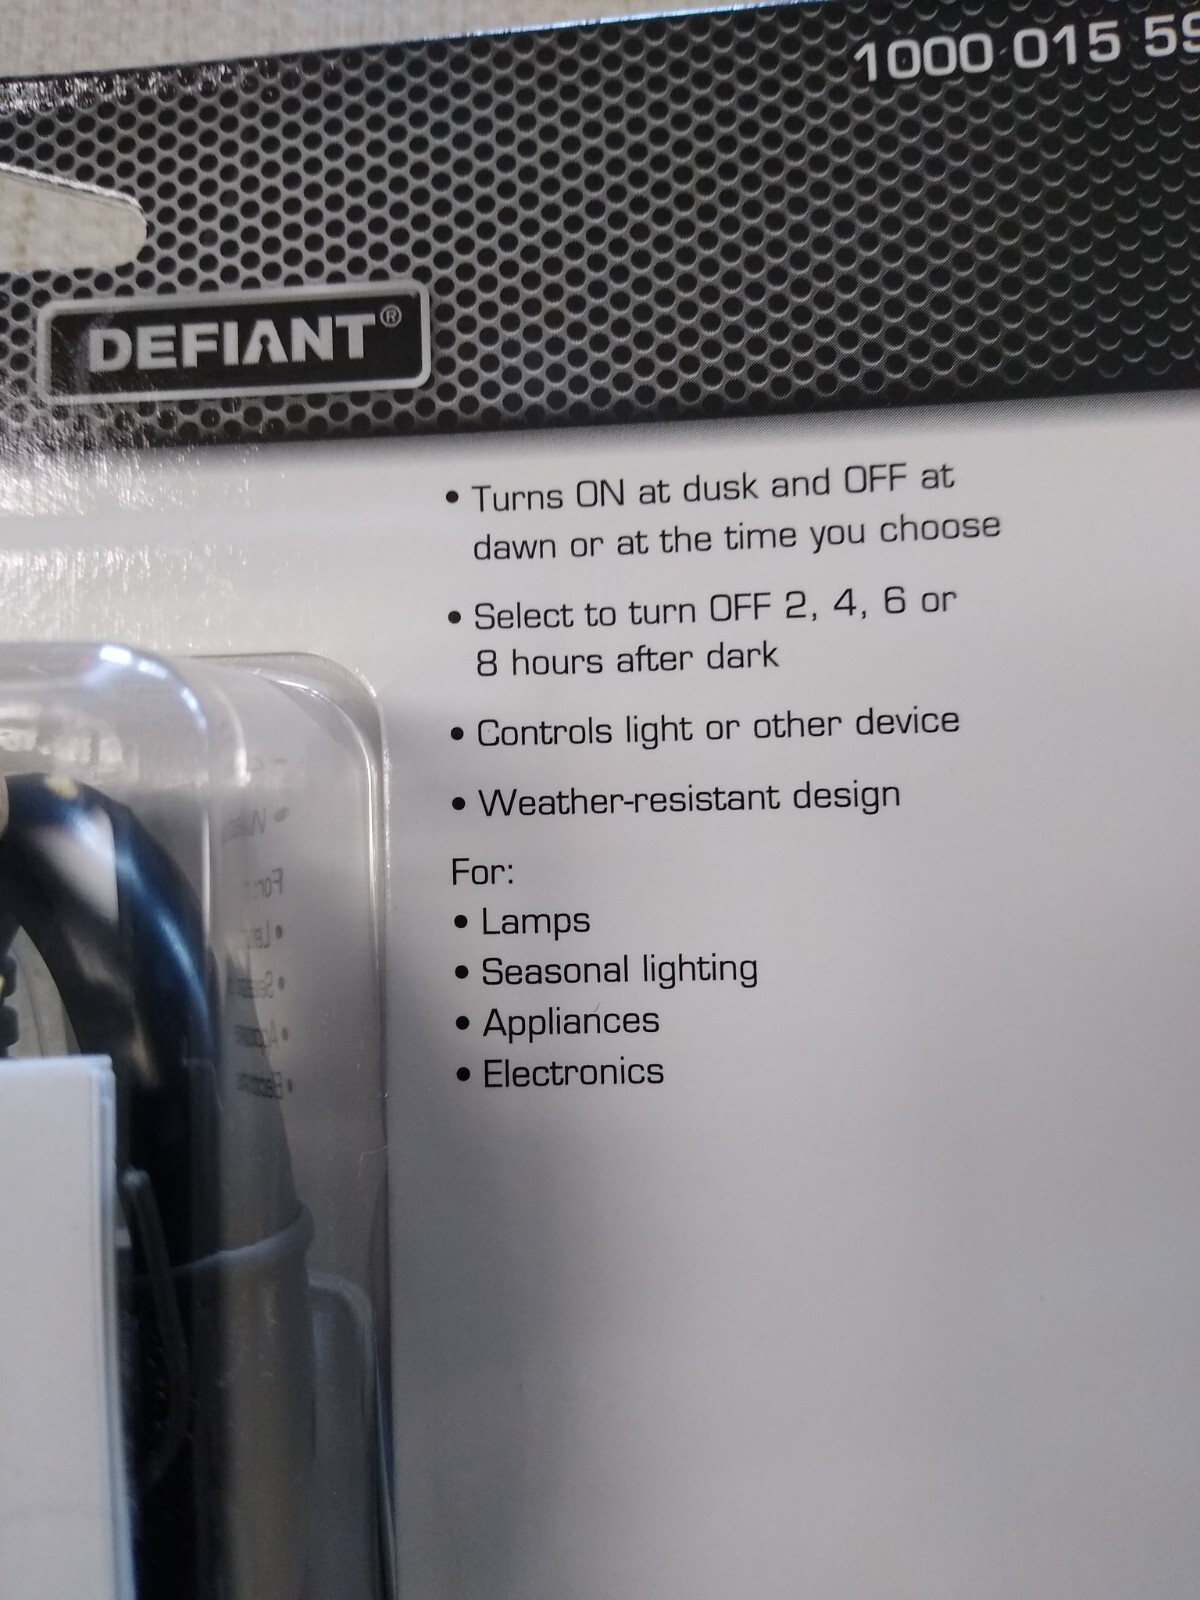 1000 015 59
DEFIANT®
• Turns ON at dusk and OFF at
dawn or at the time you choose
• Select to turn OFF 2, 4, 6 or
8 hours after dark
• Controls light or other device
• Weather-resistant design
For:
• Lamps
• Seasonal lighting
• Appliances
• Electronics